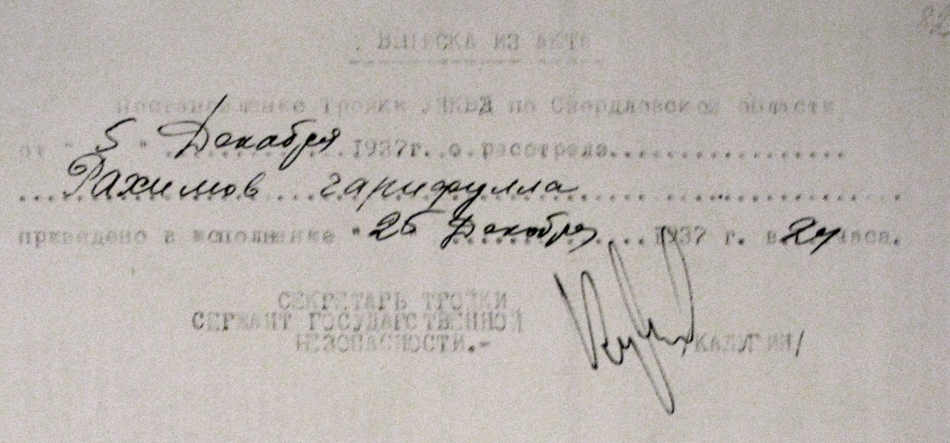 ВЫПИСКА ИЗ АКТА
Постановление Тройки УНКВД по Свердловской области
от " 5 " Декабря 1937г. о расстреле
Рахимов гарифулла
приведено в исполнение " 26 " Декабря 1937 г. в 24 часа.
СЕКРЕТАРЬ ТРОЙКИ
СЕРЖАНТ ГОСУДАРСТВЕННОЙ
БЕЗОПАСНОСТИ.-
/КАЛУГИН/